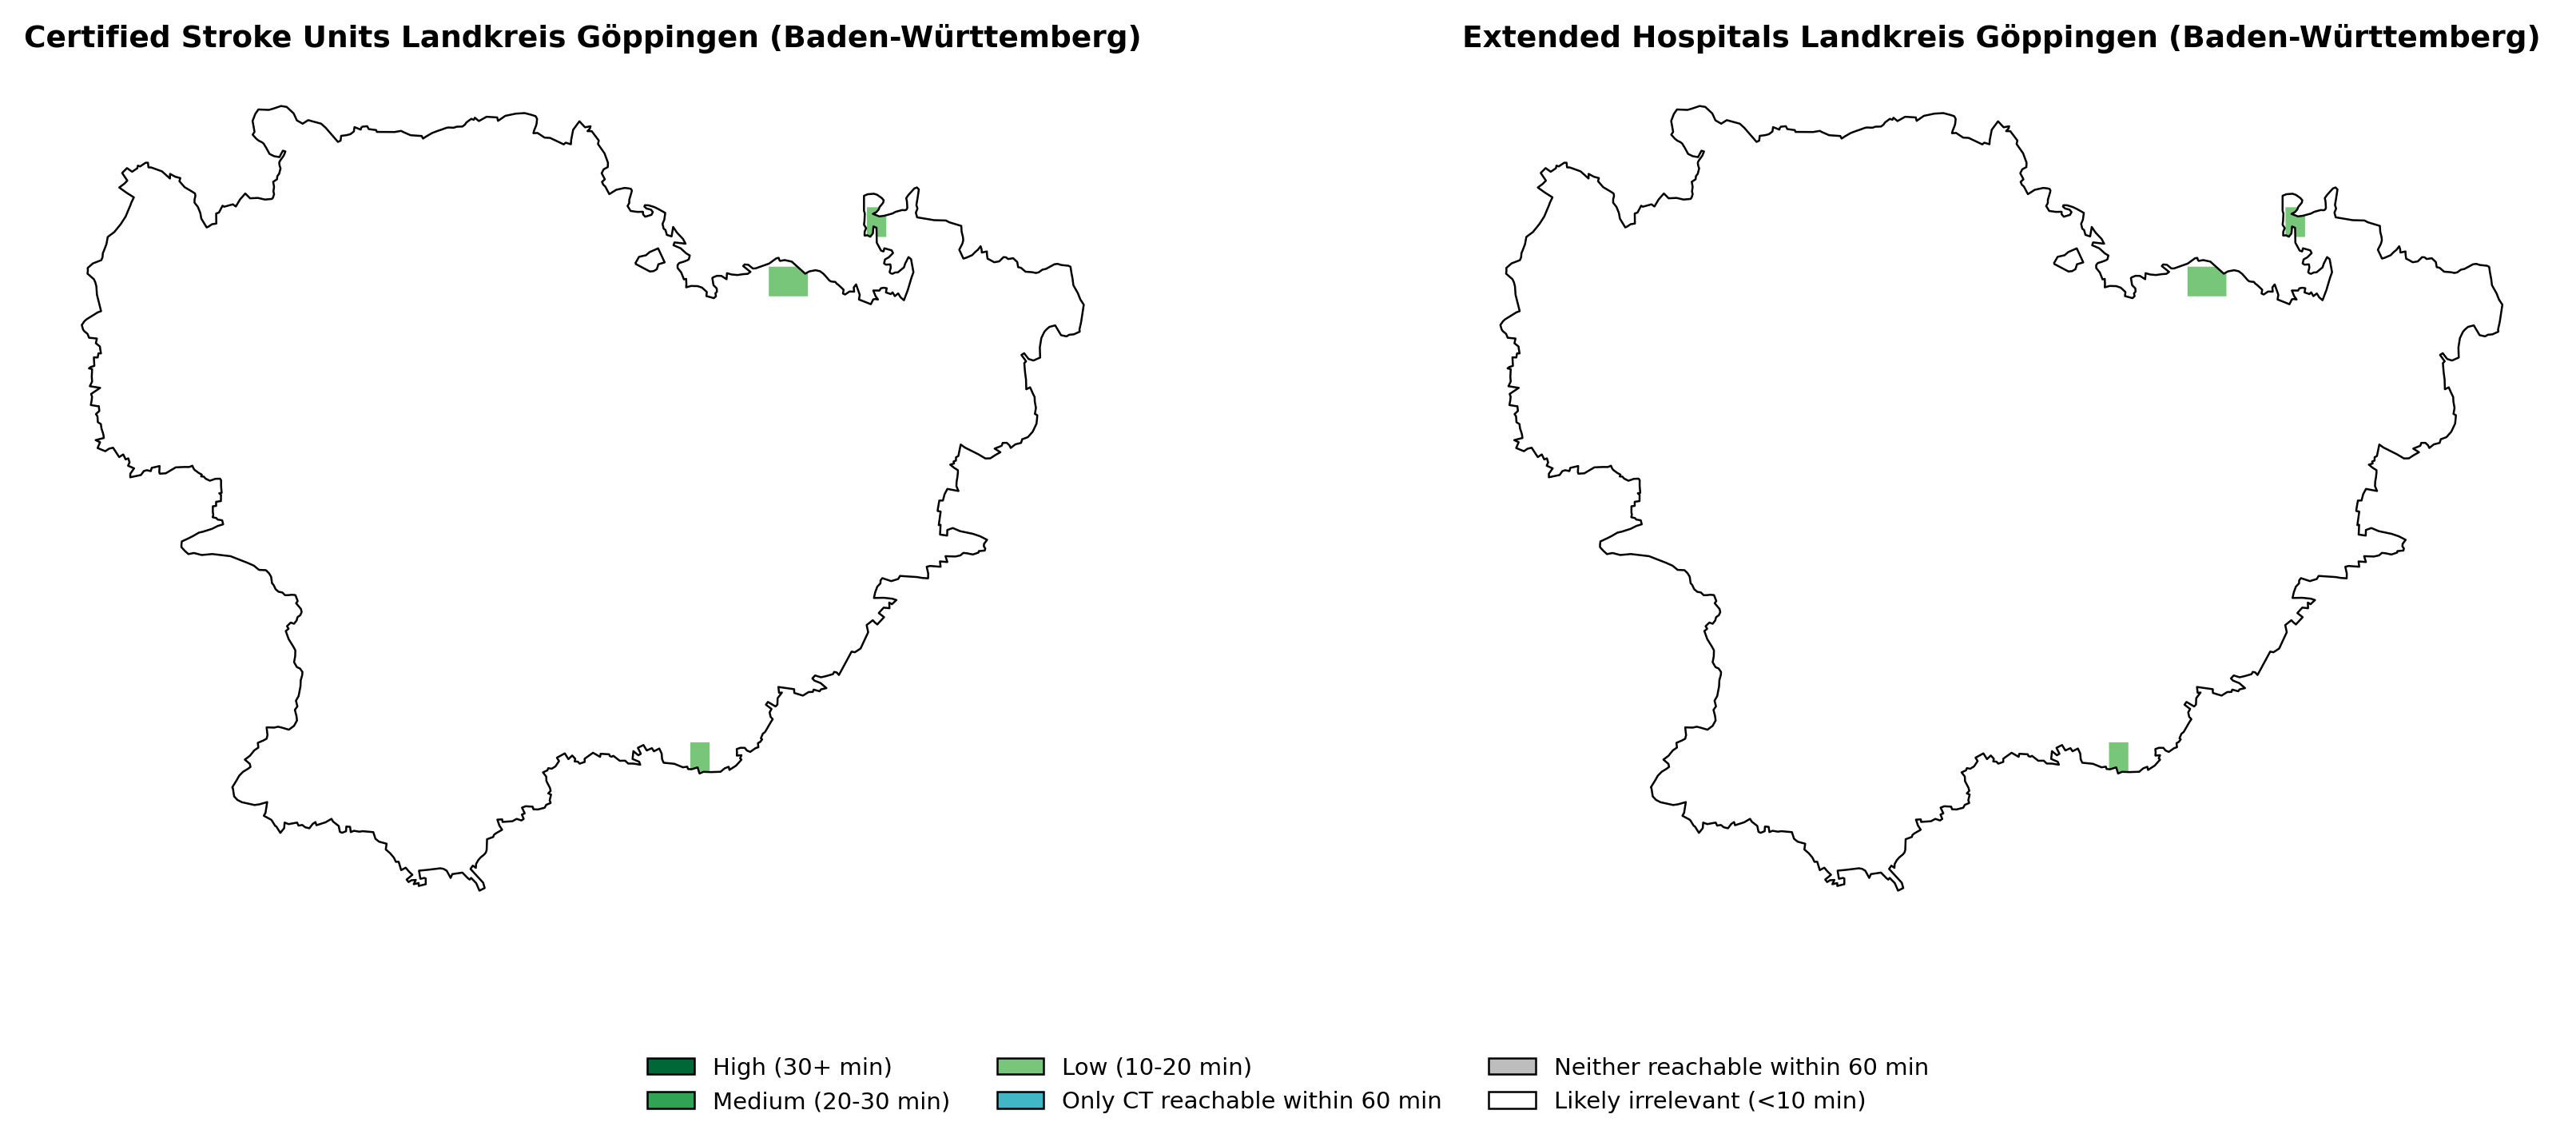 Certified Stroke Units Landkreis Göppingen (Baden-Württemberg)
Extended Hospitals Landkreis Göppingen (Baden-Württemberg)
High (30+ min)
Medium (20-30 min)
Low (10-20 min)
Only CT reachable within 60 min
Neither reachable within 60 min
Likely irrelevant (<10 min)